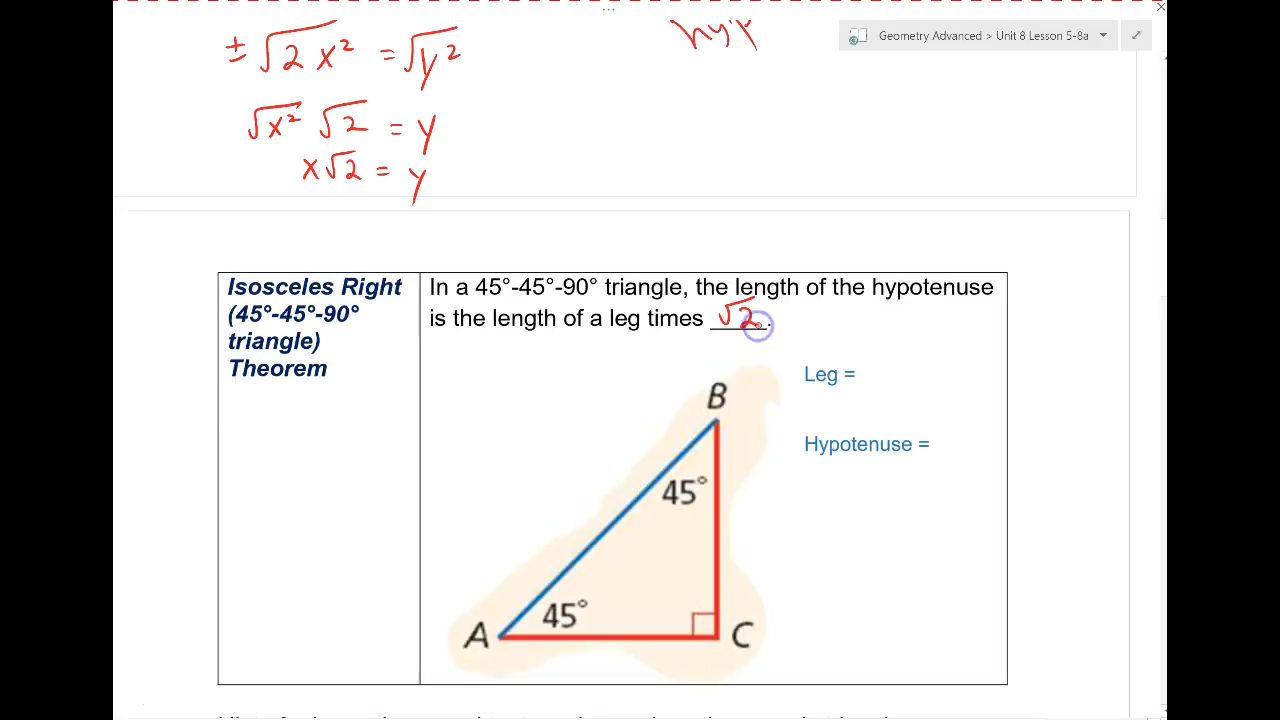 ± √2x² = √y²
hyp
Geometry Advanced > Unit 8 Lesson 5-8a
√x² √2 = y
x√2 = y
Isosceles Right
(45°-45°-90°
triangle)
Theorem
In a 45°-45°-90° triangle, the length of the hypotenuse
is the length of a leg times √2.
Leg =
Hypotenuse =
B
45°
45°
A
C